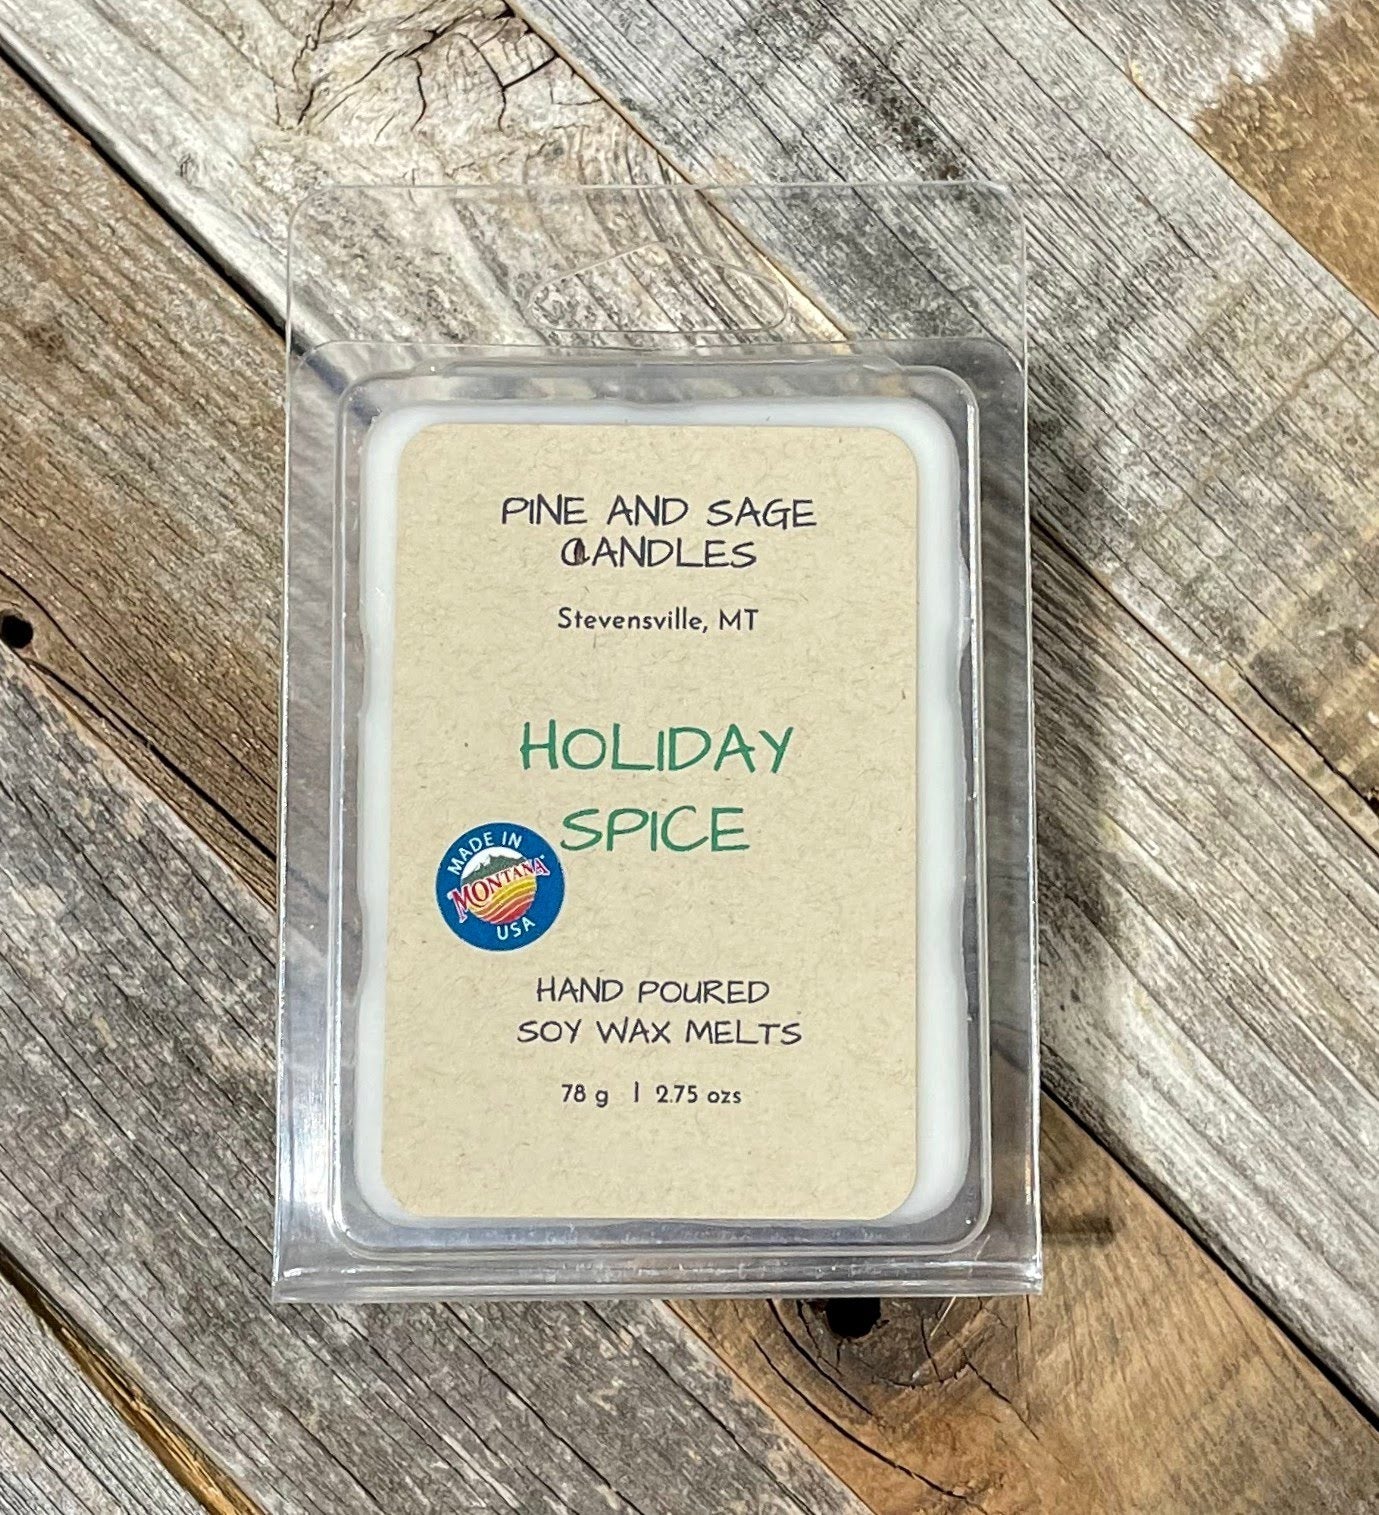 PINE AND SAGE
CANDLES
Stevensville, MT
HOLIDAY
SPICE
MADE IN
MONTANA
USA
HAND POURED
SOY WAX MELTS
78 g | 2.75 ozs